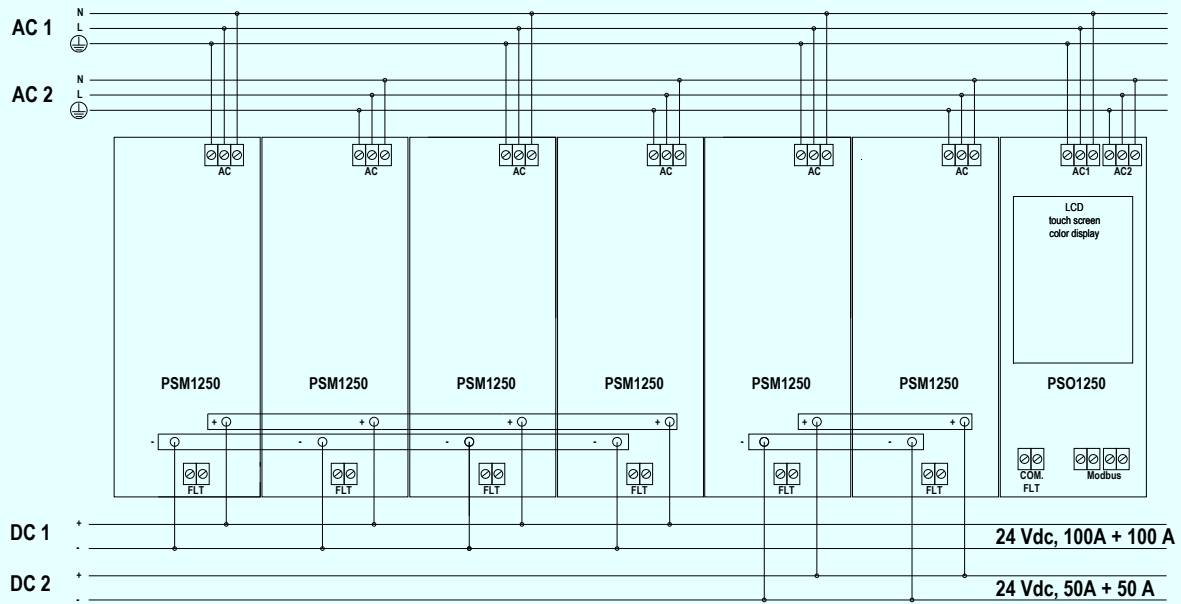 N
AC 1 L
N
AC 2 L
AC AC AC AC AC AC AC1 AC2
LCD
touch screen
color display
PSM1250 PSM1250 PSM1250 PSM1250 PSM1250 PSM1250 PSO1250
+ + + + + +
- - - - - -
FLT FLT FLT FLT FLT FLT COM. Modbus
FLT
DC 1 +
- 24 Vdc, 100A + 100 A
DC 2 +
- 24 Vdc, 50A + 50 A